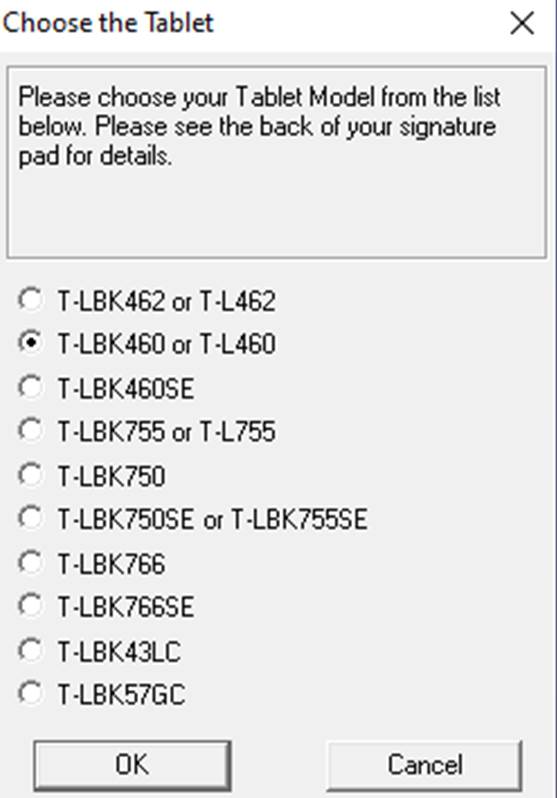 Choose the Tablet
Please choose your Tablet Model from the list
below. Please see the back of your signature
pad for details.
T-LBK462 or T-L462
T-LBK460 or T-L460
T-LBK460SE
T-LBK755 or T-L755
T-LBK750
T-LBK750SE or T-LBK755SE
T-LBK766
T-LBK766SE
T-LBK43LC
T-LBK57GC
OK Cancel